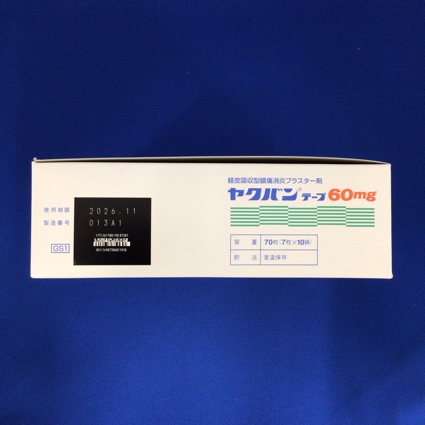 使用期限
製造番号
2026.11
013A1
GS1
経皮吸収型鎮痛消炎プラスター剤
ヤクバン®テープ60mg
容量 70枚(7枚×10袋)
貯法 室温保存